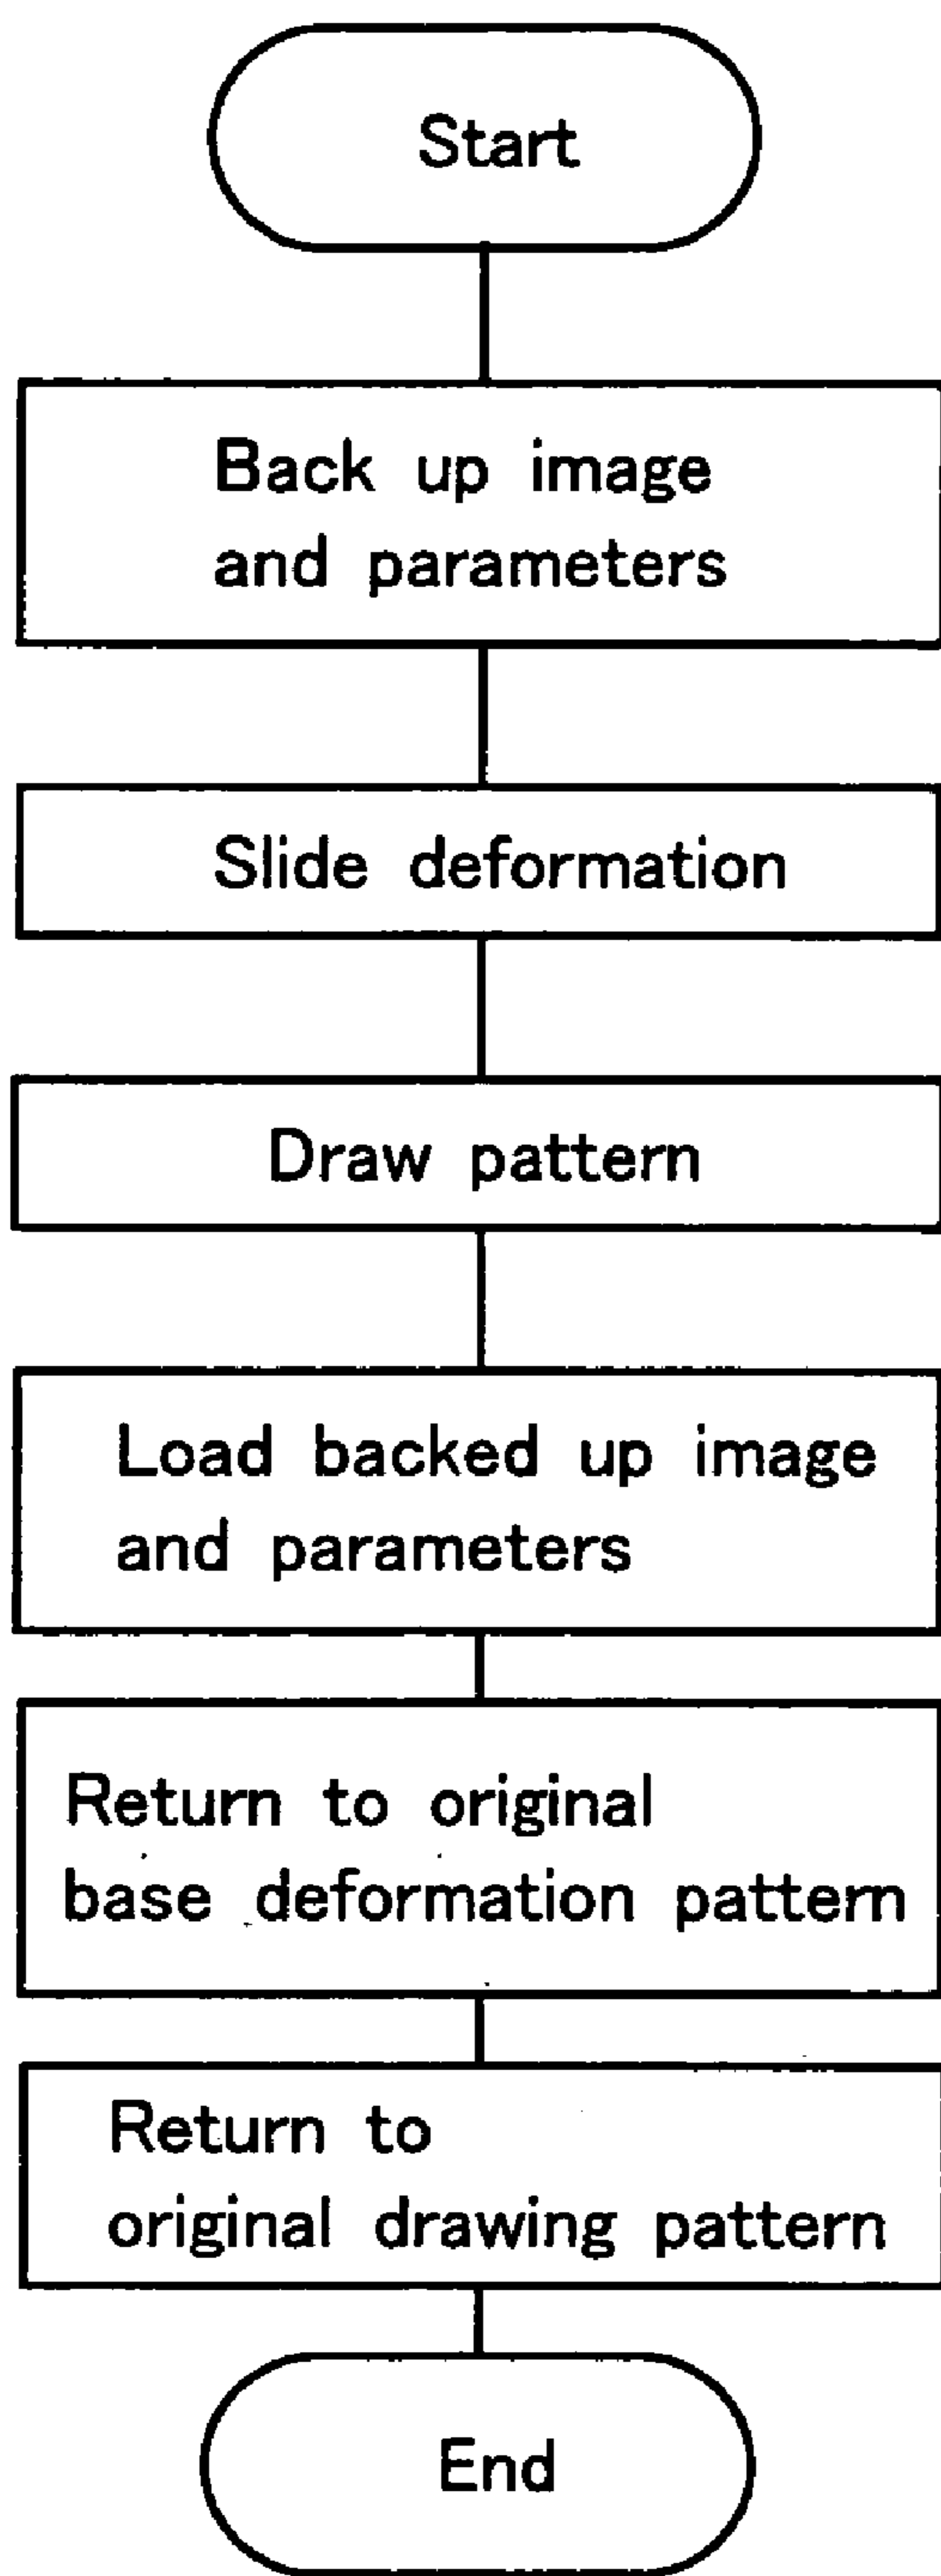 Start
Back up image
and parameters
Slide deformation
Draw pattern
Load backed up image
and parameters
Return to original
base deformation pattern
Return to
original drawing pattern
End